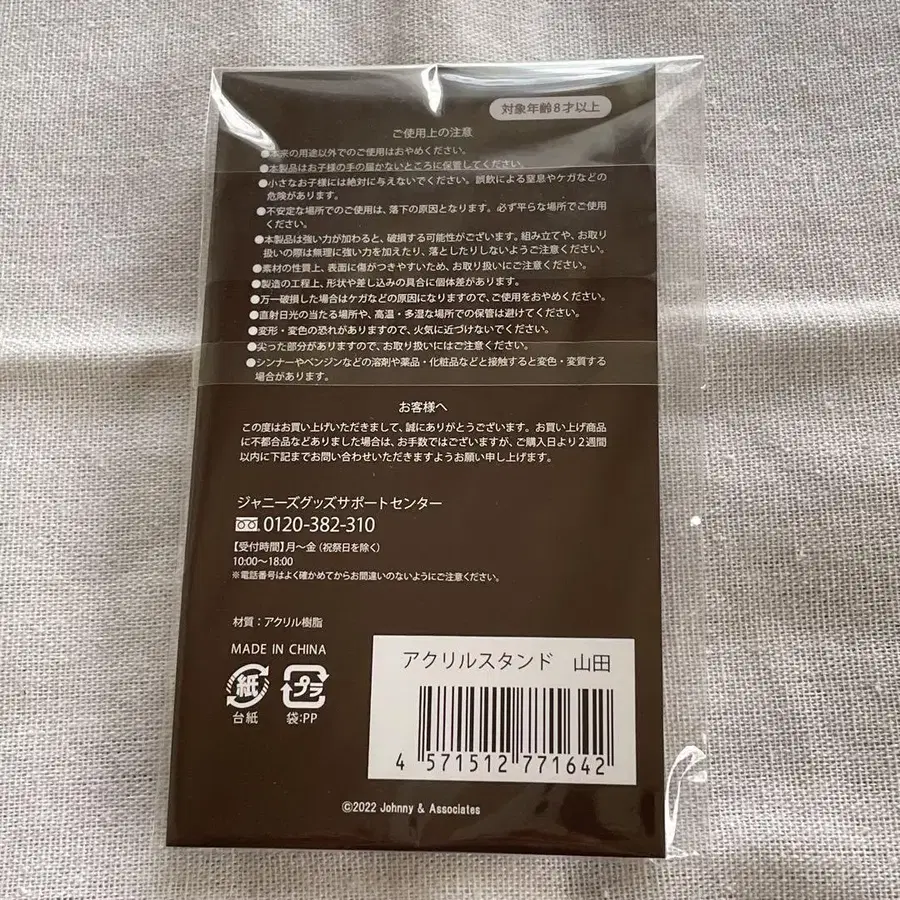 対象年齢8才以上
ご使用上の注意
●本来の用途以外でのご使用はおやめください。
●本製品はお子様の手の届かないところに保管してください。
●小さなお子様には絶対に与えないでください。誤飲による窒息やケガなどの
危険があります。
●不安定な場所でのご使用は、落下の原因となります。必ず平らな場所でご使用
ください。
●本製品は強い力が加わると、破損する可能性がございます。組み立てや、お取り
扱いの際は無理に強い力を加えたり、落としたりしないようご注意ください。
●素材の性質上、表面に傷がつきやすいため、お取り扱いにご注意ください。
●製造の工程上、形状や差し込みの具合に個体差があります。
●万一破損した場合はケガなどの原因になりますので、ご使用をおやめください。
●直射日光の当たる場所や、高温・多湿な場所での保管は避けてください。
●変形・変色の恐れがありますので、火気に近づけないでください。
●尖った部分がありますので、お取り扱いにはご注意ください。
●シンナーやベンジンなどの溶剤や薬品・化粧品などと接触すると変色・変質する
場合があります。
お客様へ
この度はお買い上げいただきまして、誠にありがとうございます。お買い上げ商品
に不都合品などありました場合は、お手数ではございますが、ご購入日より2週間
以内に下記までお問い合わせいただきますようお願い申し上げます。
ジャニーズグッズサポートセンター
0120-382-310
【受付時間】月〜金（祝祭日を除く）
10:00〜18:00
※電話番号はよく確かめてからお間違いのないようにご注意ください。
材質：アクリル樹脂
MADE IN CHINA
紙 プラ
台紙 袋:PP
アクリルスタンド 山田
4 571512 771642
©2022 Johnny & Associates